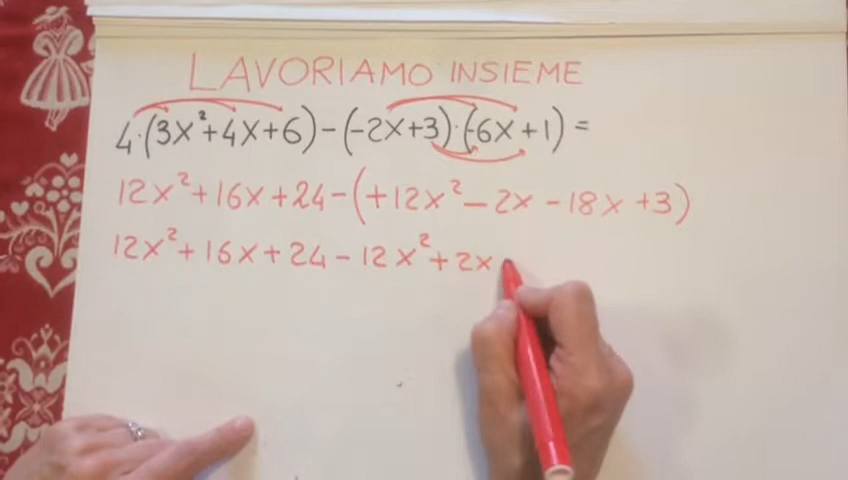 LAVORIAMO INSIEME
4·(3x²+4x+6)-(-2x+3)·(-6x+1)=
12x²+16x+24-(+12x²-2x-18x+3)
12x²+16x+24-12x²+2x